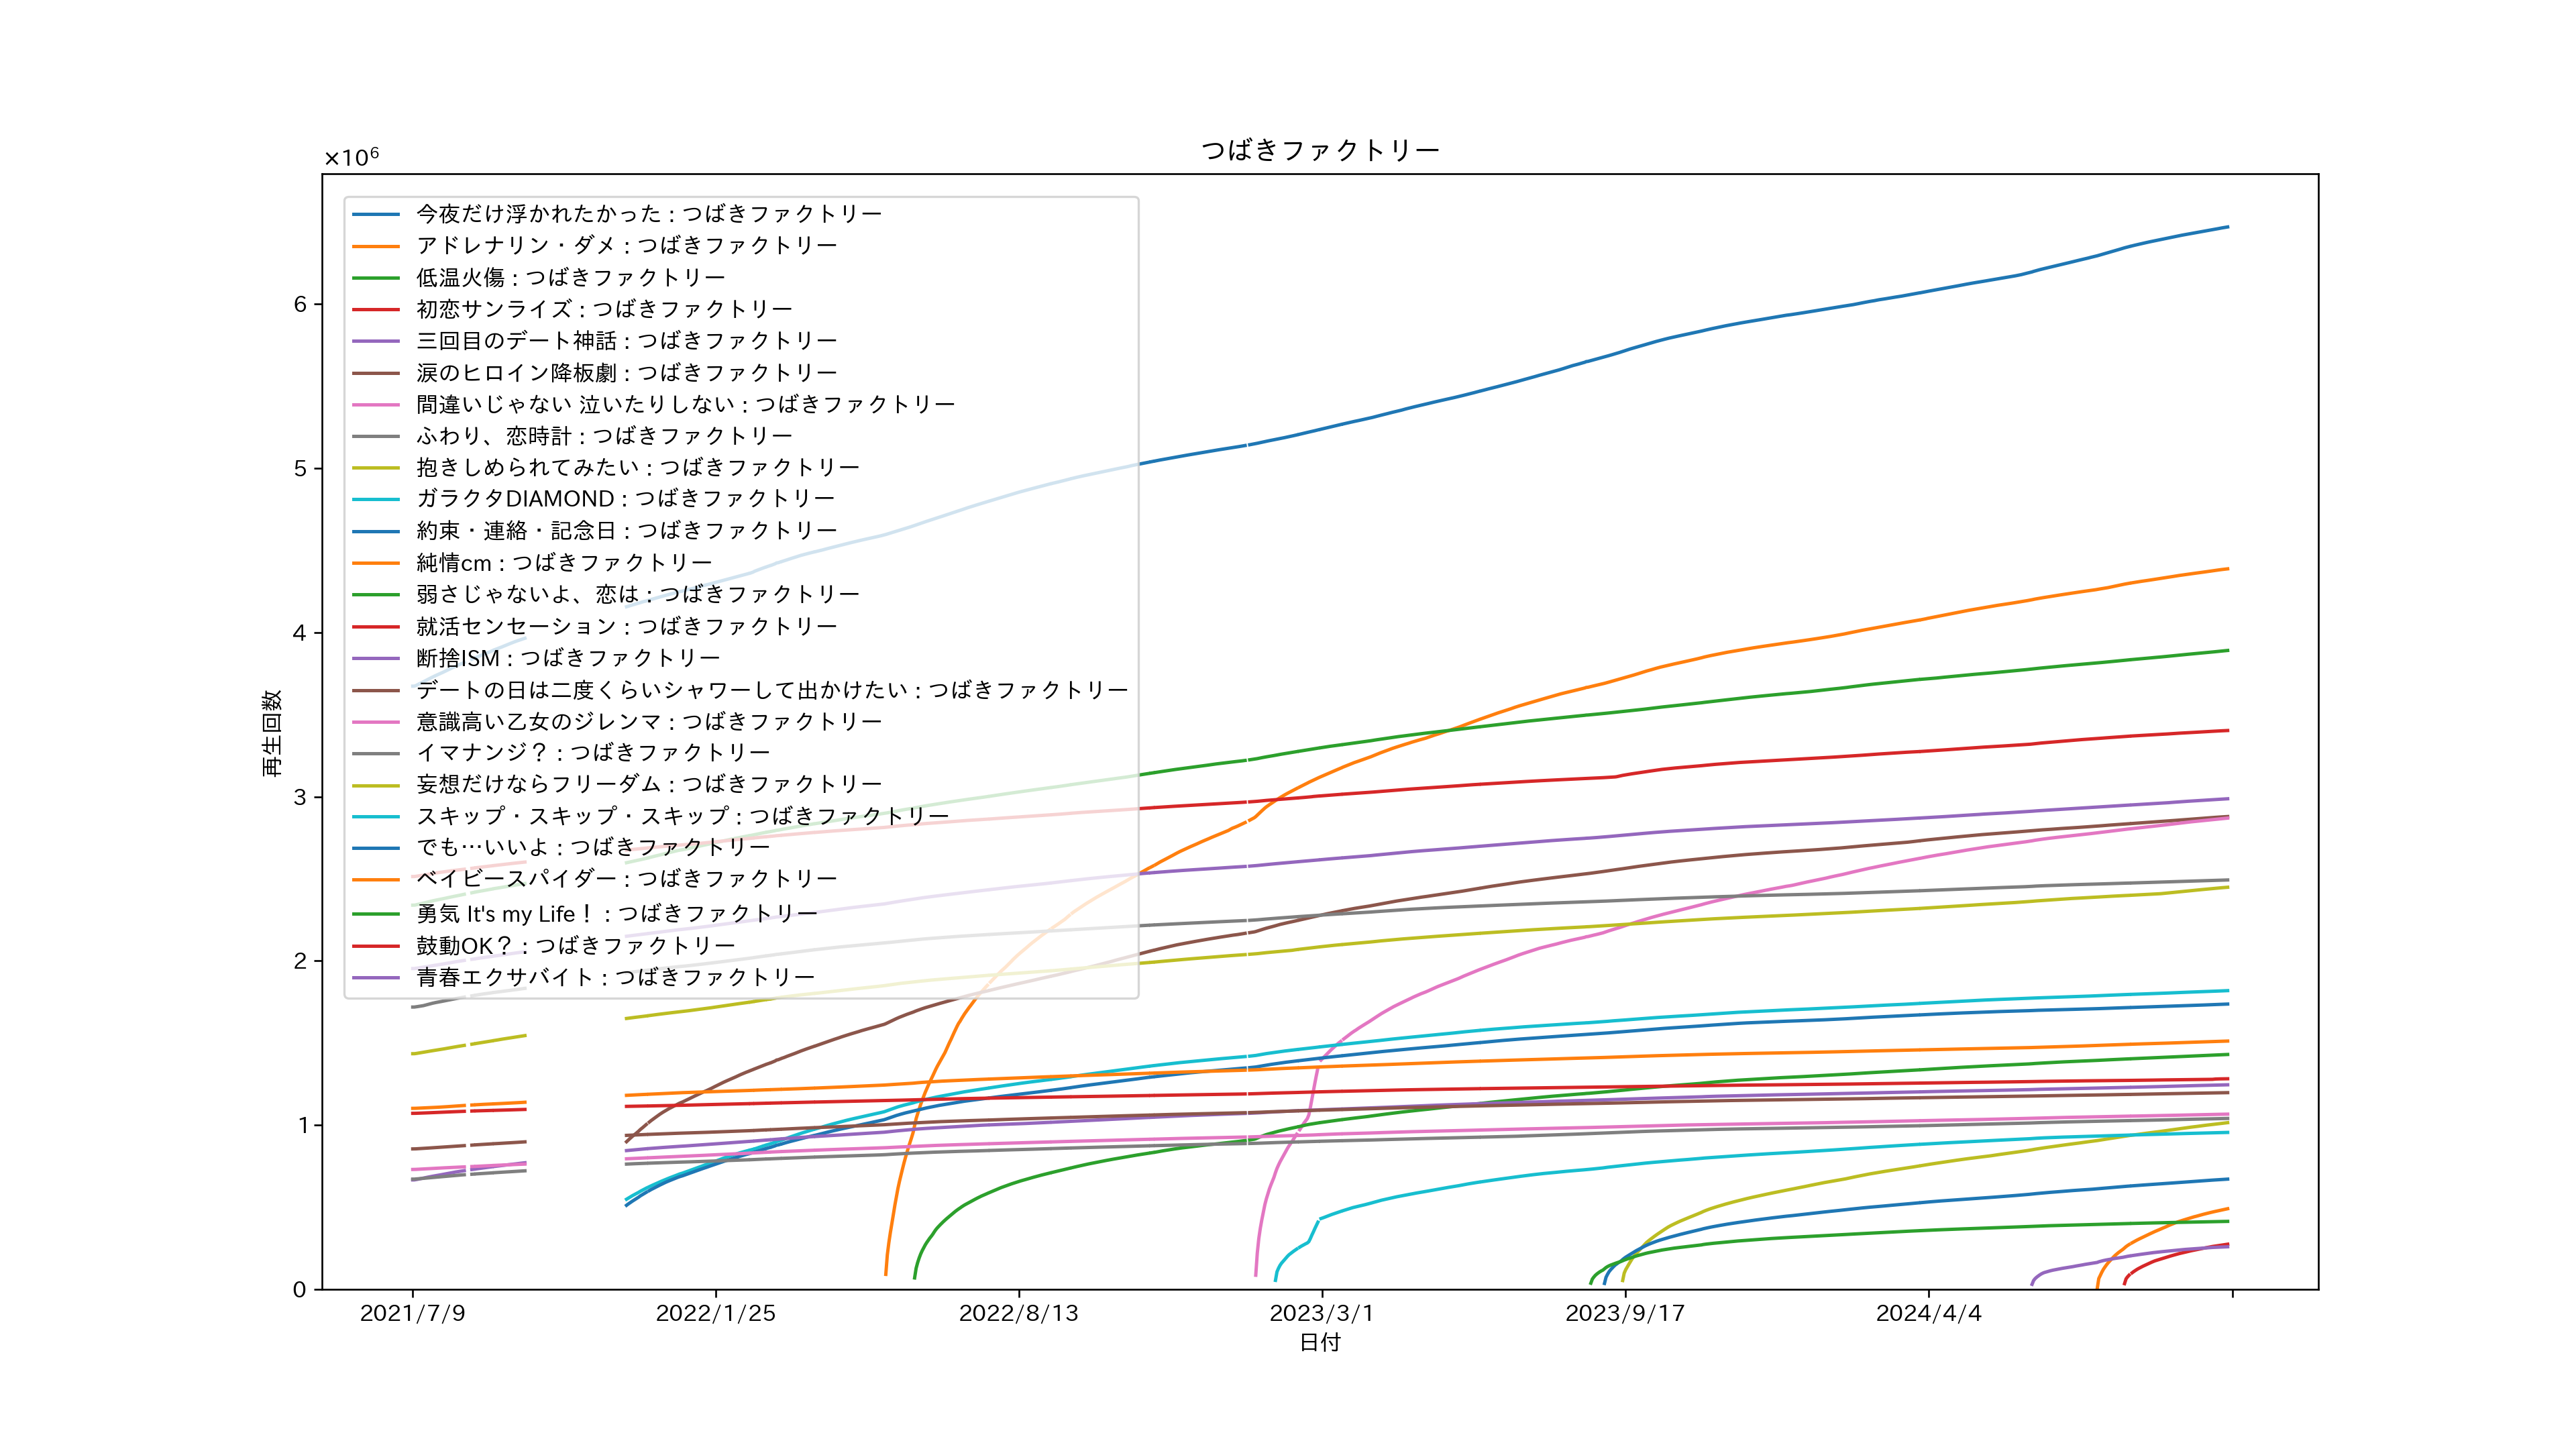 つばきファクトリー
×10⁶
今夜だけ浮かれたかった : つばきファクトリー
アドレナリン・ダメ : つばきファクトリー
低温火傷 : つばきファクトリー
初恋サンライズ : つばきファクトリー
三回目のデート神話 : つばきファクトリー
涙のヒロイン降板劇 : つばきファクトリー
間違いじゃない 泣いたりしない : つばきファクトリー
ふわり、恋時計 : つばきファクトリー
抱きしめられてみたい : つばきファクトリー
ガラクタDIAMOND : つばきファクトリー
約束・連絡・記念日 : つばきファクトリー
純情cm : つばきファクトリー
弱さじゃないよ、恋は : つばきファクトリー
就活センセーション : つばきファクトリー
断捨ISM : つばきファクトリー
デートの日は二度くらいシャワーして出かけたい : つばきファクトリー
意識高い乙女のジレンマ : つばきファクトリー
イマナンジ？ : つばきファクトリー
妄想だけならフリーダム : つばきファクトリー
スキップ・スキップ・スキップ : つばきファクトリー
でも…いいよ : つばきファクトリー
ベイビースパイダー : つばきファクトリー
勇気 It's my Life！ : つばきファクトリー
鼓動OK？ : つばきファクトリー
青春エクサバイト : つばきファクトリー
6
5
4
3
2
1
0
再生回数
2021/7/9
2022/1/25
2022/8/13
2023/3/1
2023/9/17
2024/4/4
日付